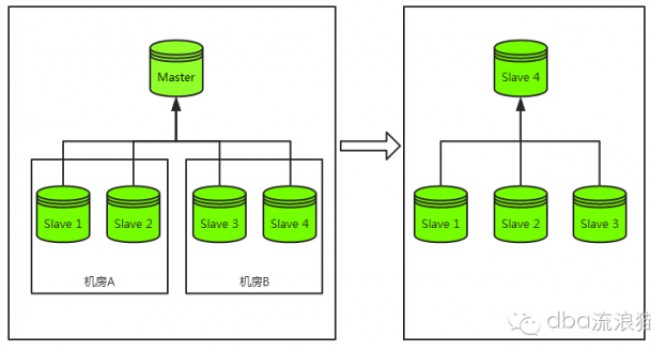 Master
Slave 4
Slave 1
Slave 2
Slave 3
Slave 4
机房A
机房B
Slave 1
Slave 2
Slave 3
dba流浪猫